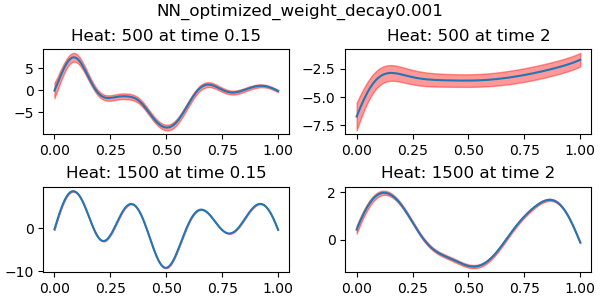 NN_optimized_weight_decay0.001
Heat: 500 at time 0.15
Heat: 500 at time 2
5
0
−5
0.00 0.25 0.50 0.75 1.00
−2.5
−5.0
−7.5
0.00 0.25 0.50 0.75 1.00
Heat: 1500 at time 0.15
Heat: 1500 at time 2
0
−10
0.00 0.25 0.50 0.75 1.00
2
0
0.00 0.25 0.50 0.75 1.00